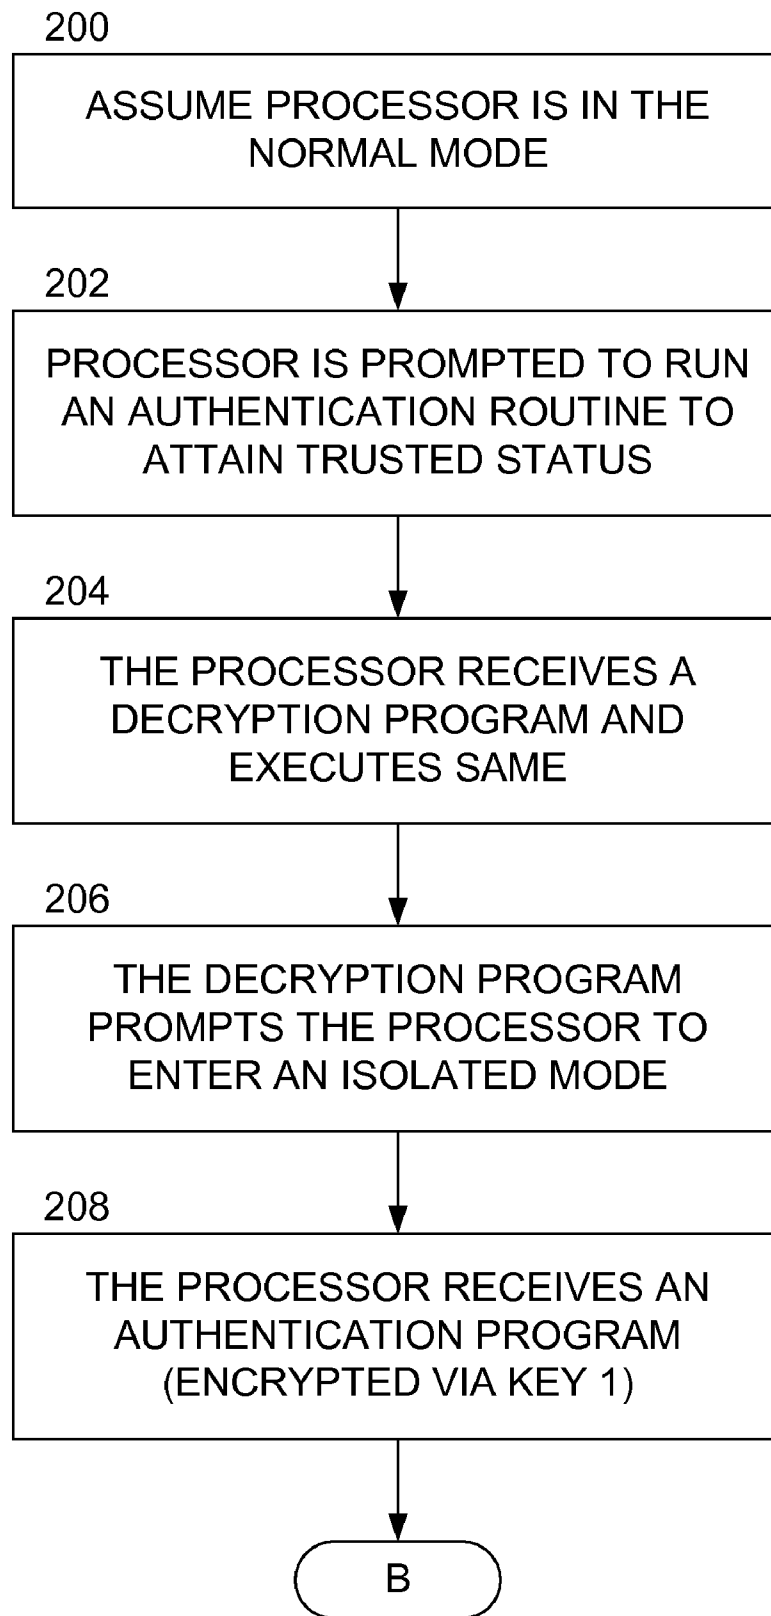 200
ASSUME PROCESSOR IS IN THE
NORMAL MODE
202
PROCESSOR IS PROMPTED TO RUN
AN AUTHENTICATION ROUTINE TO
ATTAIN TRUSTED STATUS
204
THE PROCESSOR RECEIVES A
DECRYPTION PROGRAM AND
EXECUTES SAME
206
THE DECRYPTION PROGRAM
PROMPTS THE PROCESSOR TO
ENTER AN ISOLATED MODE
208
THE PROCESSOR RECEIVES AN
AUTHENTICATION PROGRAM
(ENCRYPTED VIA KEY 1)
B